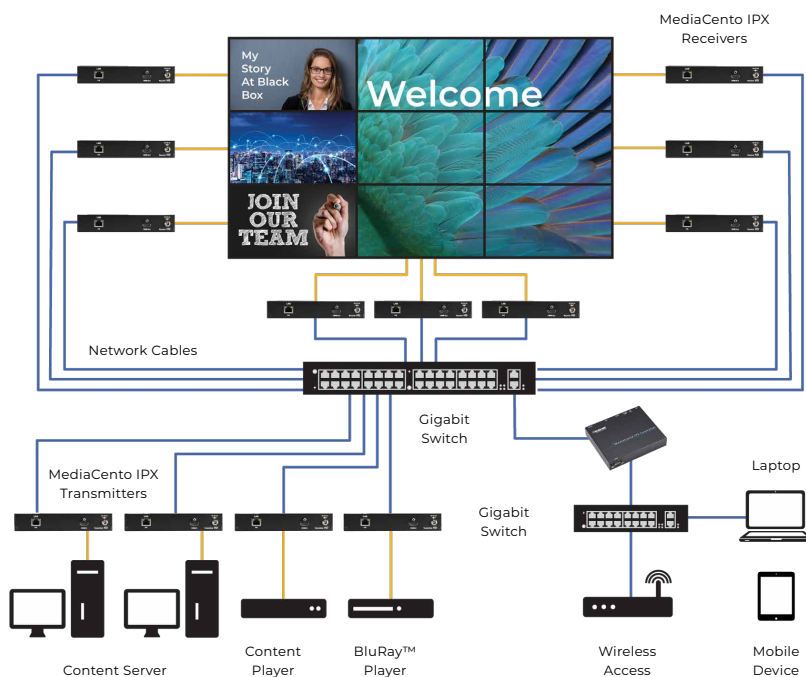 MediaCento IPX
Receivers
My
Story
At Black
Box
Welcome
JOIN
OUR
TEAM
Network Cables
Gigabit
Switch
MediaCento IPX
Transmitters
Laptop
Gigabit
Switch
Content Server
Content
Player
BluRay™
Player
Wireless
Access
Mobile
Device